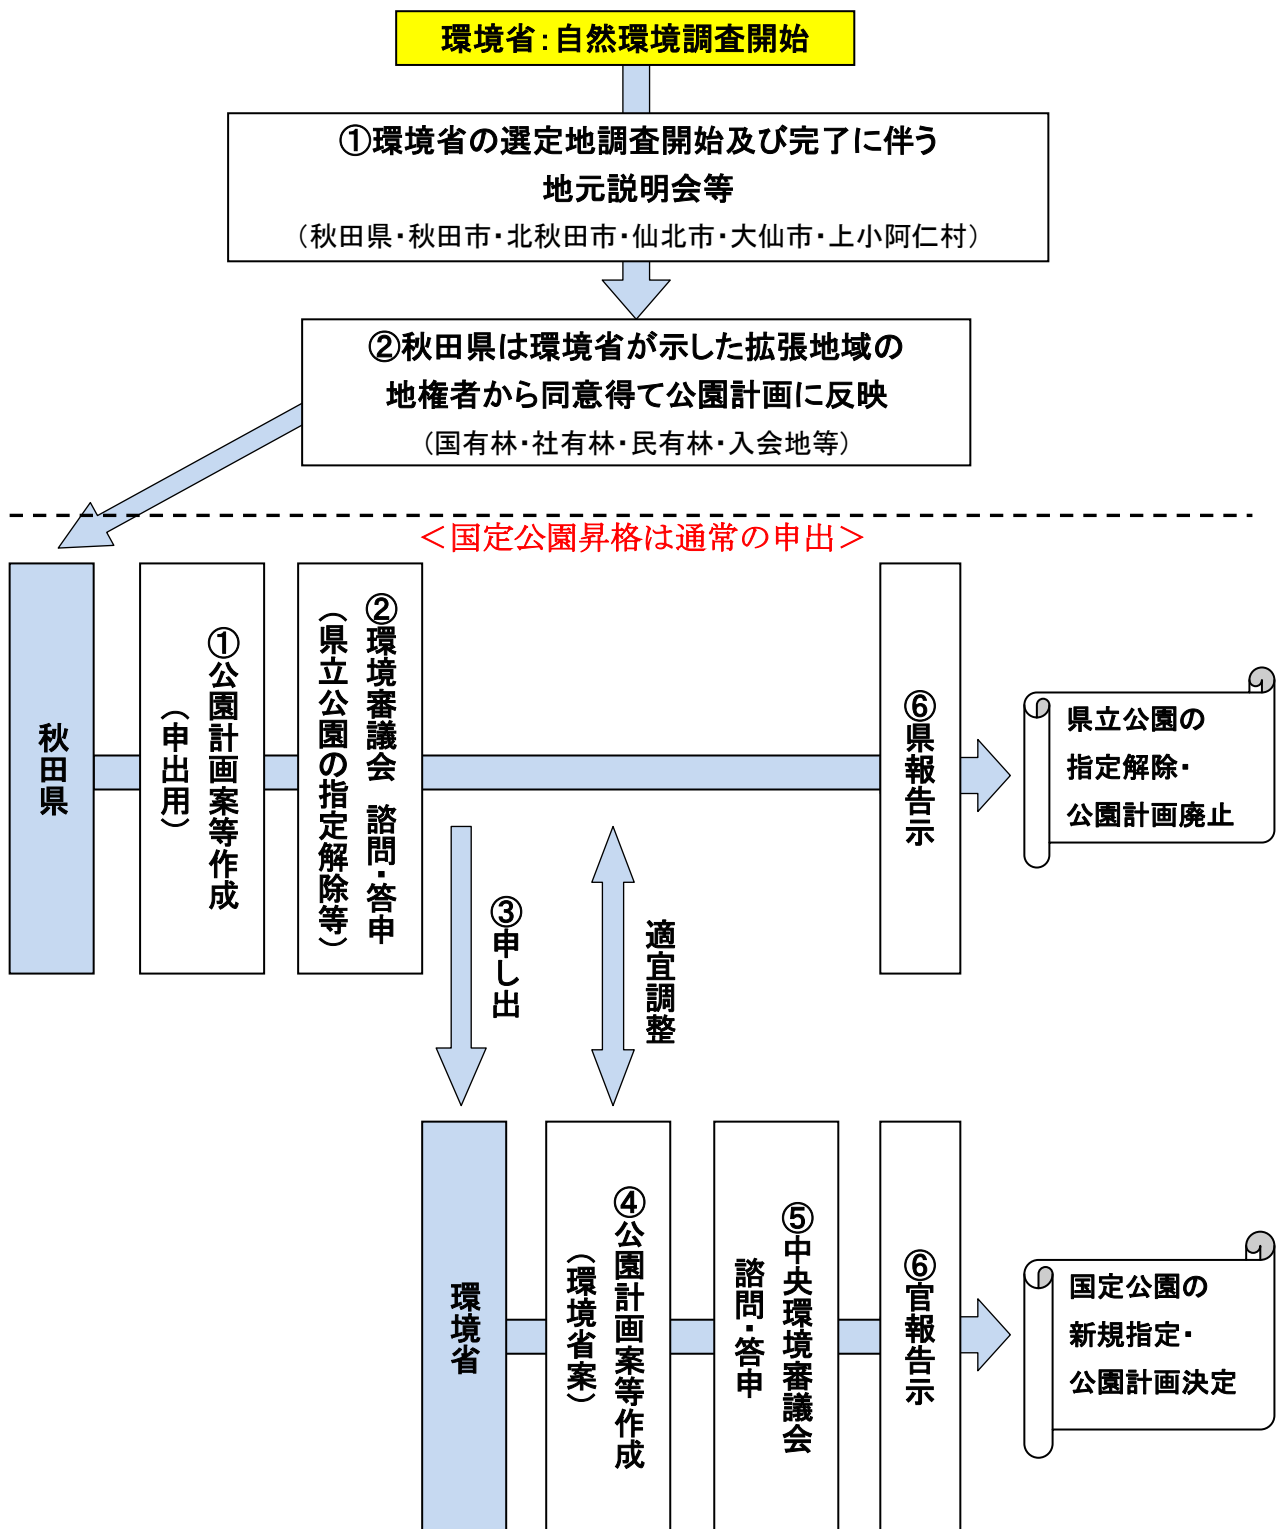 環境省：自然環境調査開始
①環境省の選定地調査開始及び完了に伴う
地元説明会等
（秋田県・秋田市・北秋田市・仙北市・大仙市・上小阿仁村）
②秋田県は環境省が示した拡張地域の
地権者から同意得て公園計画に反映
（国有林・社有林・民有林・入会地等）
＜国定公園昇格は通常の申出＞
秋田県
①公園計画案等作成
（申出用）
②環境審議会　諮問・答申
（県立公園の指定解除等）
⑥県報告示
県立公園の
指定解除・
公園計画廃止
③申し出
適宜調整
環境省
④公園計画案等作成
（環境省案）
⑤中央環境審議会
諮問・答申
⑥官報告示
国定公園の
新規指定・
公園計画決定